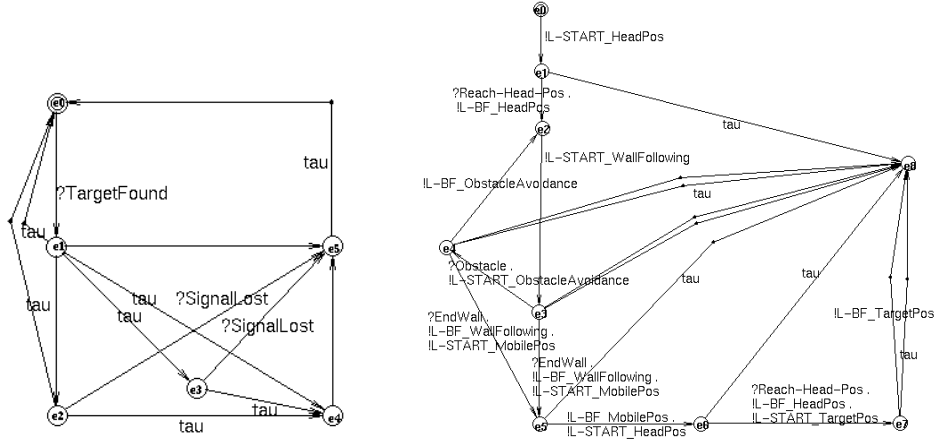 e0
?TargetFound
tau
e1
e5
tau
tau
tau
tau
?SignalLost
?SignalLost
e3
e2
tau
tau
e4
e0
!L-START_HeadPos
e1
?Reach-Head-Pos .
!L-BF_HeadPos
e2
tau
!L-START_WallFollowing
e8
!L-BF_ObstacleAvoidance
tau
e4
?Obstacle .
!L-START_ObstacleAvoidance
tau
tau
e3
?EndWall .
!L-BF_WallFollowing .
!L-START_MobilePos
!L-BF_TargetPos
tau
?EndWall .
!L-BF_WallFollowing .
!L-START_MobilePos
?Reach-Head-Pos .
!L-BF_HeadPos .
!L-START_TargetPos
e5
!L-BF_MobilePos .
!L-START_HeadPos
e6
e7